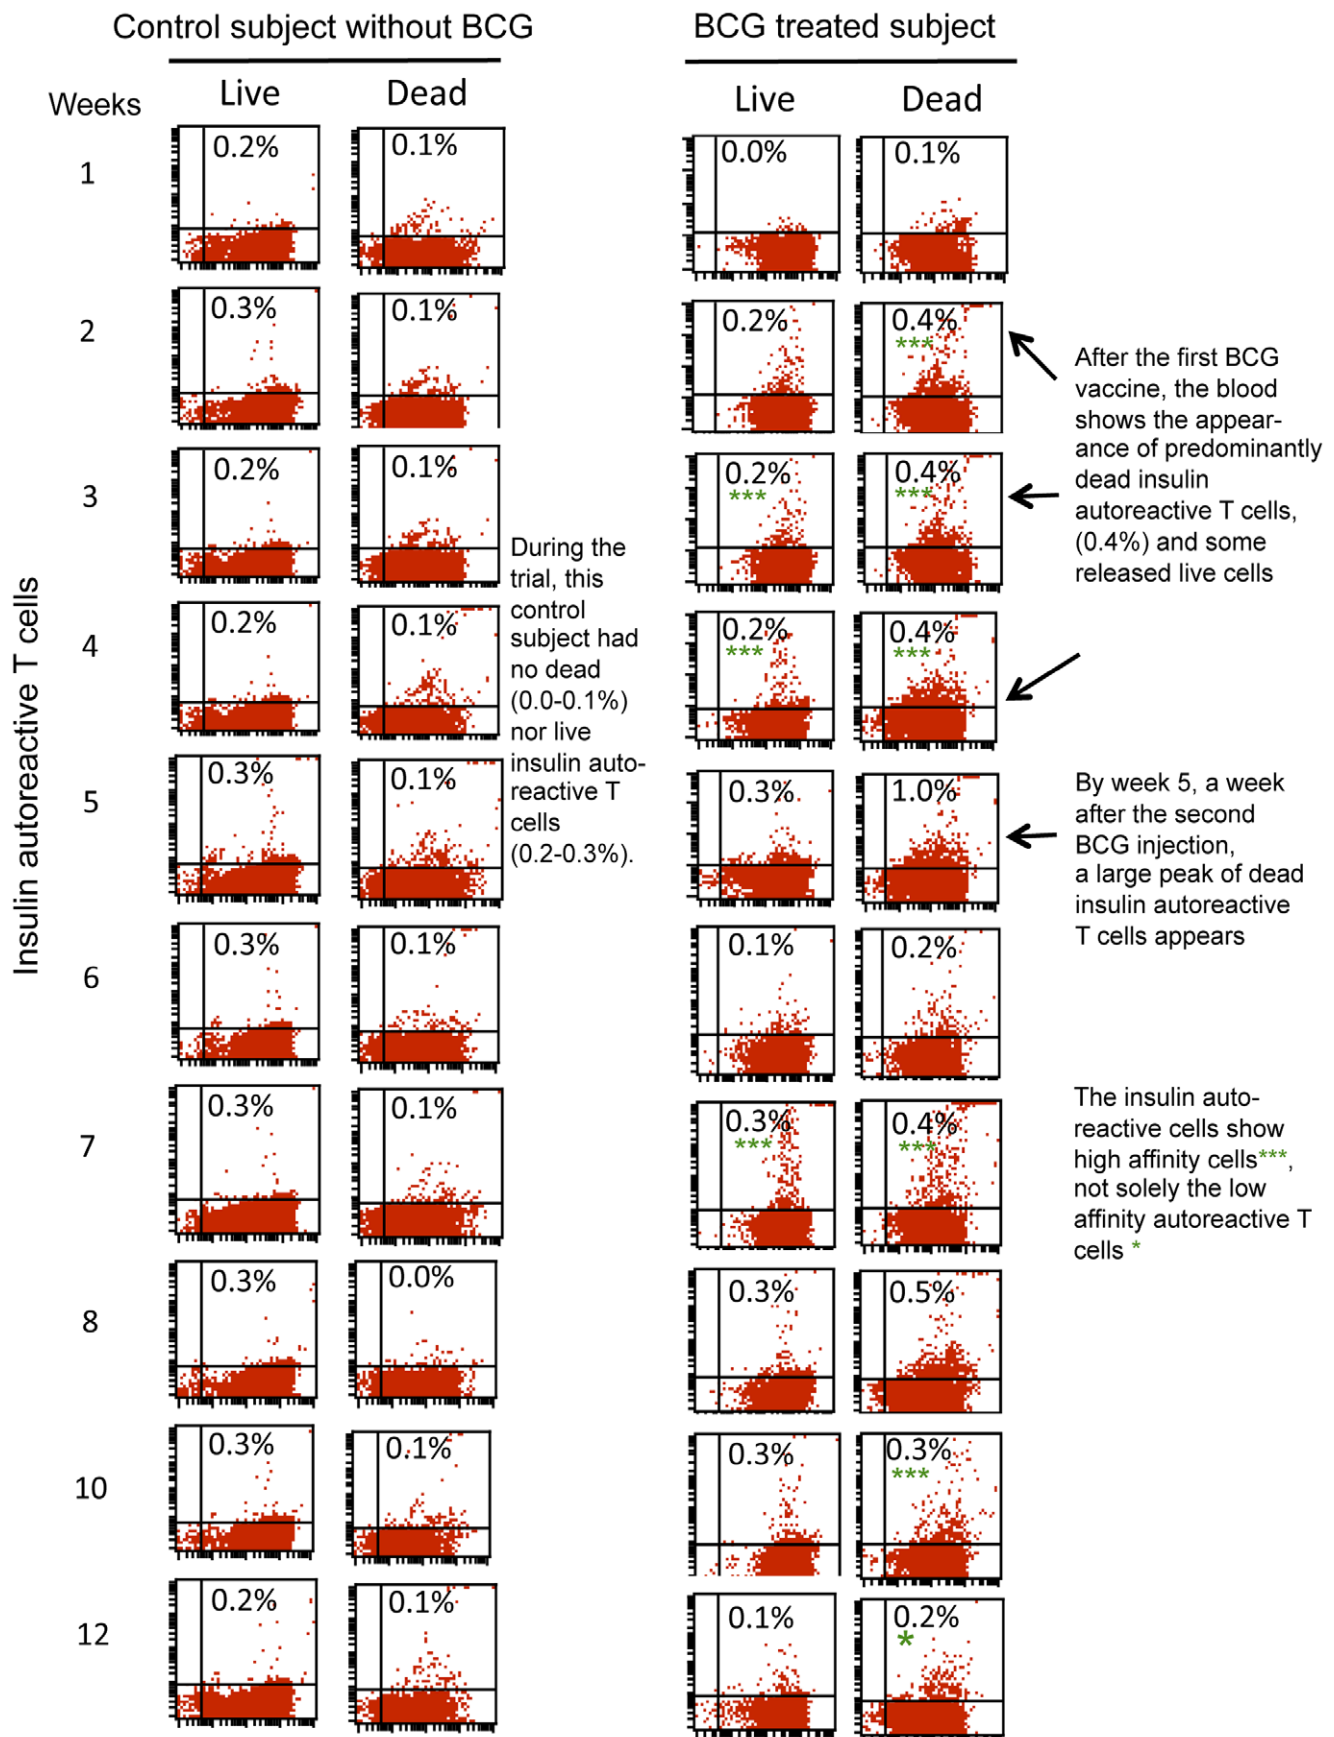 Control subject without BCG
BCG treated subject
Weeks
Live
Dead
Live
Dead
Insulin autoreactive T cells
1
0.2%
0.1%
0.0%
0.1%
2
0.3%
0.1%
0.2%
0.4%
***
3
0.2%
0.1%
0.2%
***
0.4%
***
4
0.2%
0.1%
0.2%
***
0.4%
***
5
0.3%
0.1%
0.3%
1.0%
6
0.3%
0.1%
0.1%
0.2%
7
0.3%
0.1%
0.3%
***
0.4%
***
8
0.3%
0.0%
0.3%
0.5%
10
0.3%
0.1%
0.3%
0.3%
***
12
0.2%
0.1%
0.1%
0.2%
*
During the
trial, this
control
subject had
no dead
(0.0-0.1%)
nor live
insulin auto-
reactive T
cells
(0.2-0.3%).
After the first BCG
vaccine, the blood
shows the appear-
ance of predominantly
dead insulin
autoreactive T cells,
(0.4%) and some
released live cells
By week 5, a week
after the second
BCG injection,
a large peak of dead
insulin autoreactive
T cells appears
The insulin auto-
reactive cells show
high affinity cells***,
not solely the low
affinity autoreactive T
cells *